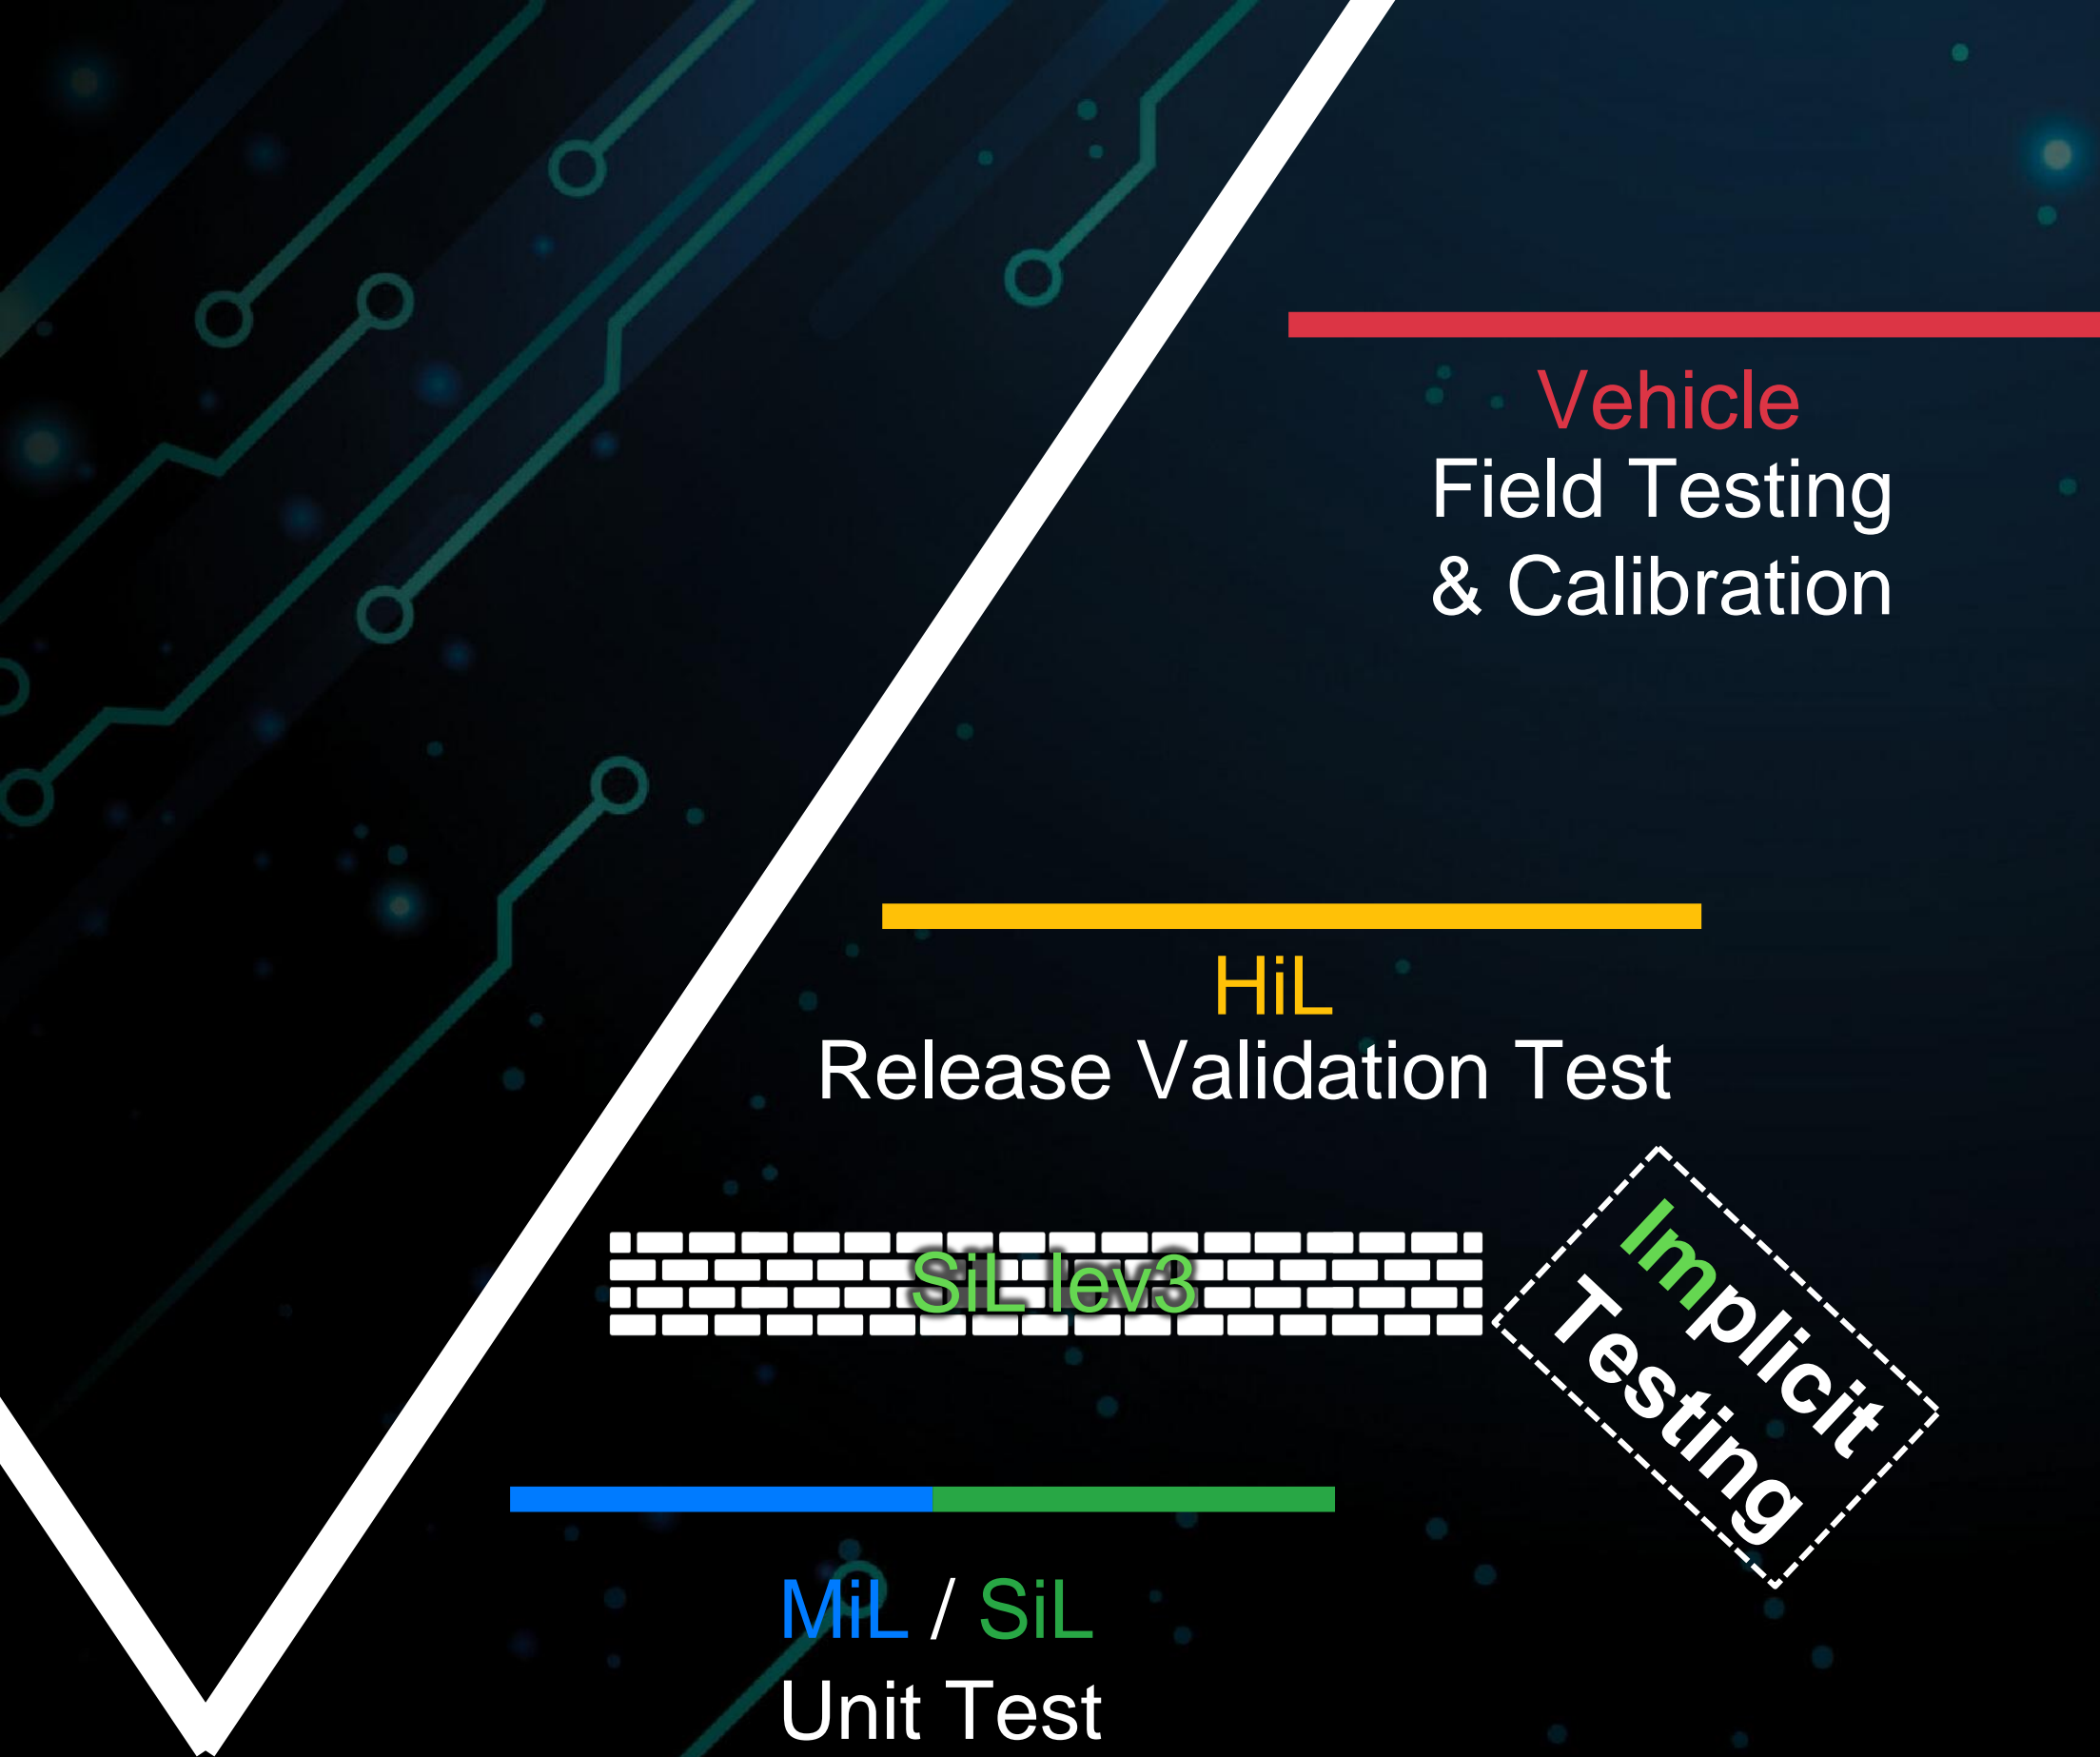 Vehicle
Field Testing
& Calibration
HiL
Release Validation Test
SiL lev3
Implicit
Testing
MiL / SiL
Unit Test